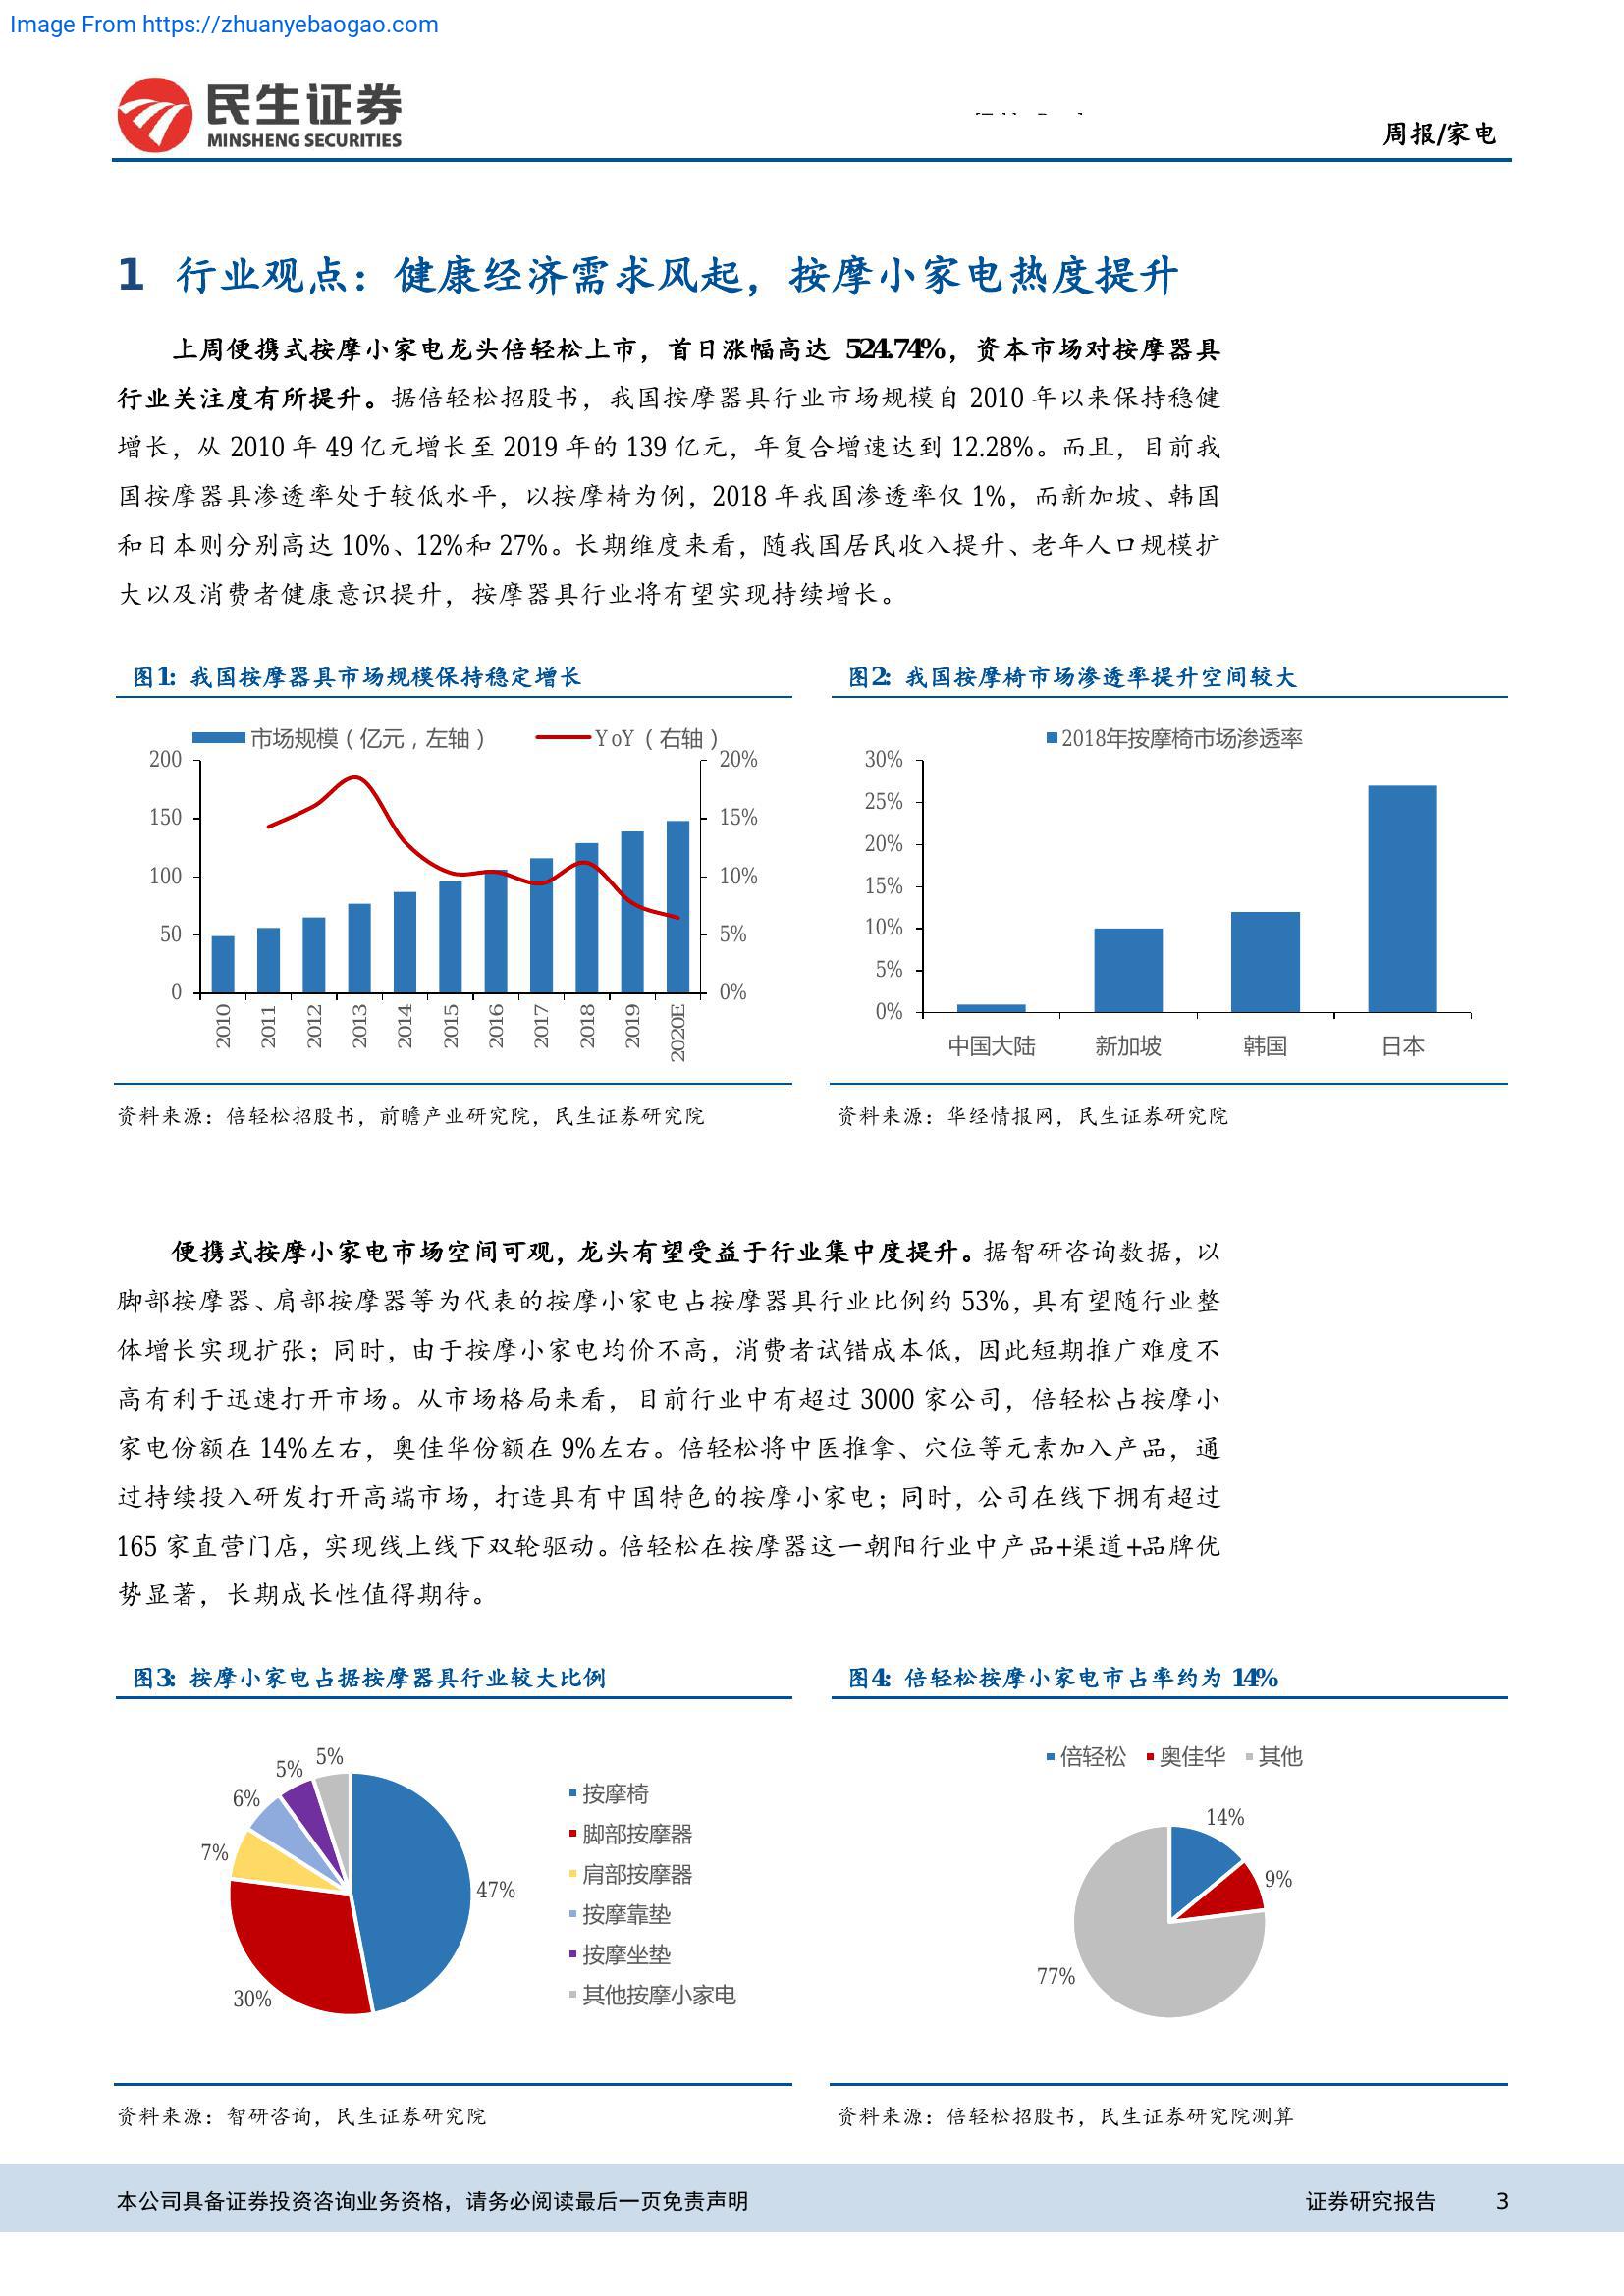 Image From https://zhuanyebaogao.com
民生证券
MINSHENG SECURITIES
周报/家电
1 行业观点：健康经济需求风起，按摩小家电热度提升
上周便携式按摩小家电龙头倍轻松上市，首日涨幅高达 524.74%，资本市场对按摩器具
行业关注度有所提升。据倍轻松招股书，我国按摩器具行业市场规模自 2010 年以来保持稳健
增长，从 2010 年 49 亿元增长至 2019 年的 139 亿元，年复合增速达到 12.28%。而且，目前我
国按摩器具渗透率处于较低水平，以按摩椅为例，2018 年我国渗透率仅 1%，而新加坡、韩国
和日本则分别高达 10%、12%和 27%。长期维度来看，随我国居民收入提升、老年人口规模扩
大以及消费者健康意识提升，按摩器具行业将有望实现持续增长。
图1：我国按摩器具市场规模保持稳定增长
市场规模（亿元，左轴） YoY（右轴）
200
150
100
50
0
20%
15%
10%
5%
0%
2010 2011 2012 2013 2014 2015 2016 2017 2018 2019 2020E
资料来源：倍轻松招股书，前瞻产业研究院，民生证券研究院
图2：我国按摩椅市场渗透率提升空间较大
2018年按摩椅市场渗透率
30%
25%
20%
15%
10%
5%
0%
中国大陆 新加坡 韩国 日本
资料来源：华经情报网，民生证券研究院
便携式按摩小家电市场空间可观，龙头有望受益于行业集中度提升。据智研咨询数据，以
脚部按摩器、肩部按摩器等为代表的按摩小家电占按摩器具行业比例约 53%，具有望随行业整
体增长实现扩张；同时，由于按摩小家电均价不高，消费者试错成本低，因此短期推广难度不
高有利于迅速打开市场。从市场格局来看，目前行业中有超过 3000 家公司，倍轻松占按摩小
家电份额在 14%左右，奥佳华份额在 9%左右。倍轻松将中医推拿、穴位等元素加入产品，通
过持续投入研发打开高端市场，打造具有中国特色的按摩小家电；同时，公司在线下拥有超过
165 家直营门店，实现线上线下双轮驱动。倍轻松在按摩器这一朝阳行业中产品+渠道+品牌优
势显著，长期成长性值得期待。
图3：按摩小家电占据按摩器具行业较大比例
47%
30%
7%
6%
5%
5%
按摩椅
脚部按摩器
肩部按摩器
按摩靠垫
按摩坐垫
其他按摩小家电
资料来源：智研咨询，民生证券研究院
图4：倍轻松按摩小家电市占率约为 14%
倍轻松 奥佳华 其他
14%
9%
77%
资料来源：倍轻松招股书，民生证券研究院测算
本公司具备证券投资咨询业务资格，请务必阅读最后一页免责声明
证券研究报告 3